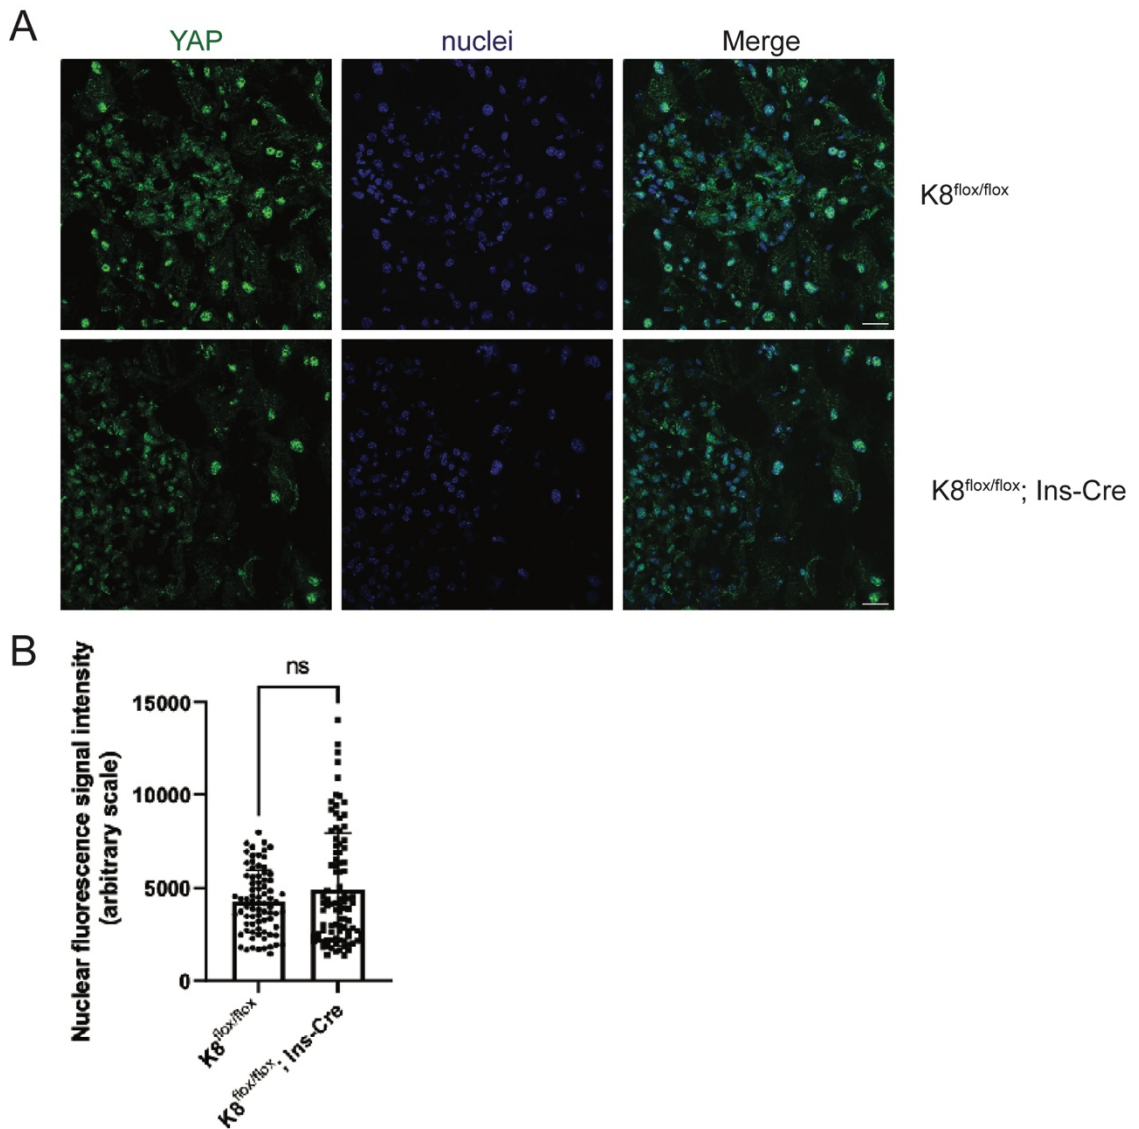 A
YAP
nuclei
Merge
K8flox/flox
K8flox/flox; Ins-Cre
B
Nuclear fluorescence signal intensity
(arbitrary scale)
ns
15000
10000
5000
0
K8flox/flox
K8flox/flox; Ins-Cre